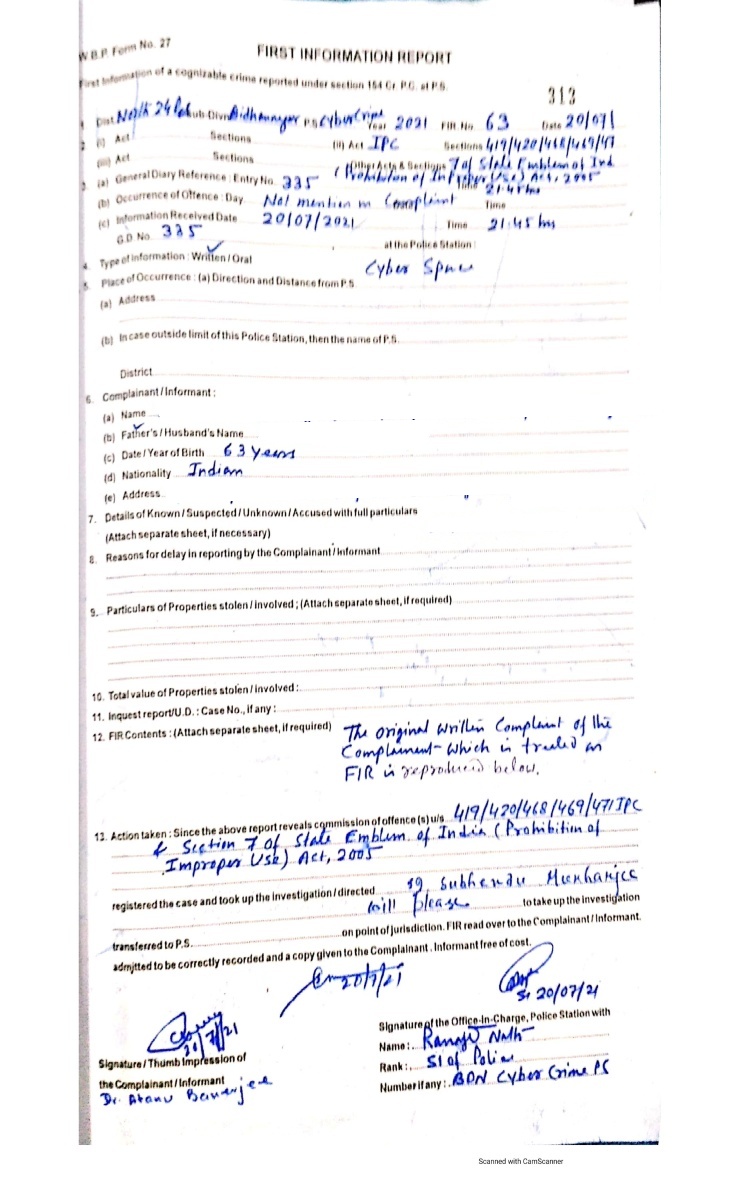 W.B.P. Form No. 27
FIRST INFORMATION REPORT
First Information of a cognizable crime reported under section 154 Cr. P.C. at P.S.
313
1. Dist. North 24 Sub-Divn Bidhannagar P.S. Cyber Crime Year 2021 FIR No. 63 Date 20/07/
2. (i) Act Sections (ii) Act IPC Sections 419/420/468/469/471
(iii) Act Sections (Other Acts & Sections 7 of State Emblem of Ind
(Prohibition of Improper Use) Act, 2005
3. (a) General Diary Reference : Entry No. 335 Time 21:45 hrs
(b) Occurrence of Offence : Day Not mention in Complaint Time
(c) Information Received Date 20/07/2021 Time 21:45 hrs
G.D No. 335 at the Police Station :
4. Type of information : Written / Oral
5. Place of Occurrence : (a) Direction and Distance from P.S. Cyber Space
(a) Address
(b) In case outside limit of this Police Station, then the name of P.S.
District
6. Complainant / Informant :
(a) Name
(b) Father's / Husband's Name
(c) Date / Year of Birth 63 years
(d) Nationality Indian
(e) Address
7. Details of Known / Suspected / Unknown / Accused with full particulars
(Attach separate sheet, if necessary)
8. Reasons for delay in reporting by the Complainant / Informant
9. Particulars of Properties stolen / involved ; (Attach separate sheet, if required)
10. Total value of Properties stolen / involved :
11. Inquest report/U.D. : Case No., if any :
12. FIR Contents : (Attach separate sheet, if required) The original written Complaint of the
Complainant which is treated as
FIR is reproduced below.
13. Action taken : Since the above report reveals commission of offence (s) u/s 419/420/468/469/471 IPC
& Section 7 of State Emblem of India (Prohibition of
Improper Use) Act, 2005
registered the case and took up the investigation / directed Subhendu Mukharjee
will please to take up the investigation
transferred to P.S. on point of jurisdiction. FIR read over to the Complainant / Informant.
admitted to be correctly recorded and a copy given to the Complainant . Informant free of cost.
20/7/21
SI 20/07/21
20/7/21
Signature of the Office-In-Charge, Police Station with
Name : Ranajit Nath
Signature / Thumb Impression of
Rank : SI of Police
the Complainant / Informant
Number if any : BDN Cyber Crime PS
Dr. Atanu Banerjee
Scanned with CamScanner